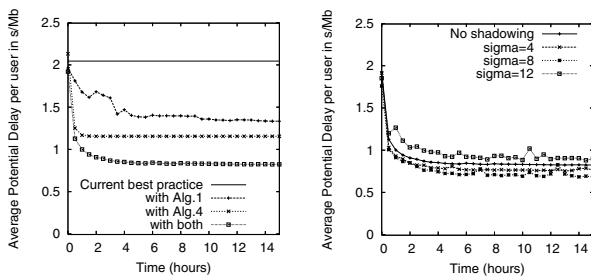 Average Potential Delay per user in s/Mb
2.5
2
1.5
1
0.5
0
Current best practice
with Alg.1
with Alg.4
with both
0 2 4 6 8 10 12 14
Time (hours)
Average Potential Delay per user in s/Mb
2.5
2
1.5
1
0.5
0
No shadowing
sigma=4
sigma=8
sigma=12
0 2 4 6 8 10 12 14
Time (hours)